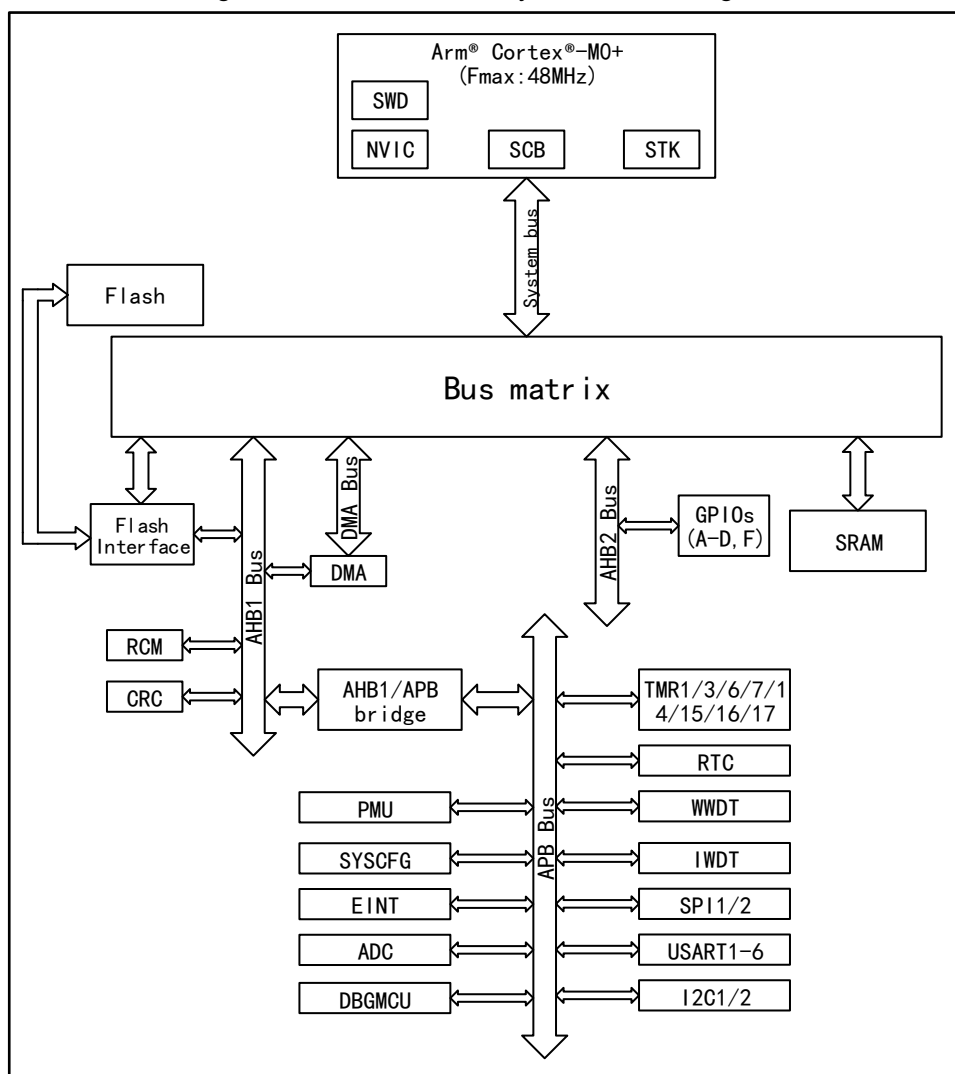 Arm® Cortex®-M0+
(Fmax:48MHz)
SWD
NVIC
SCB
STK
System bus
Flash
Bus matrix
Flash
Interface
AHB1 Bus
DMA Bus
DMA
AHB2 Bus
GPIOs
(A-D,F)
SRAM
RCM
CRC
AHB1/APB
bridge
TMR1/3/6/7/1
4/15/16/17
RTC
APB Bus
PMU
WWDT
SYSCFG
IWDT
EINT
SPI1/2
ADC
USART1-6
DBGMCU
I2C1/2